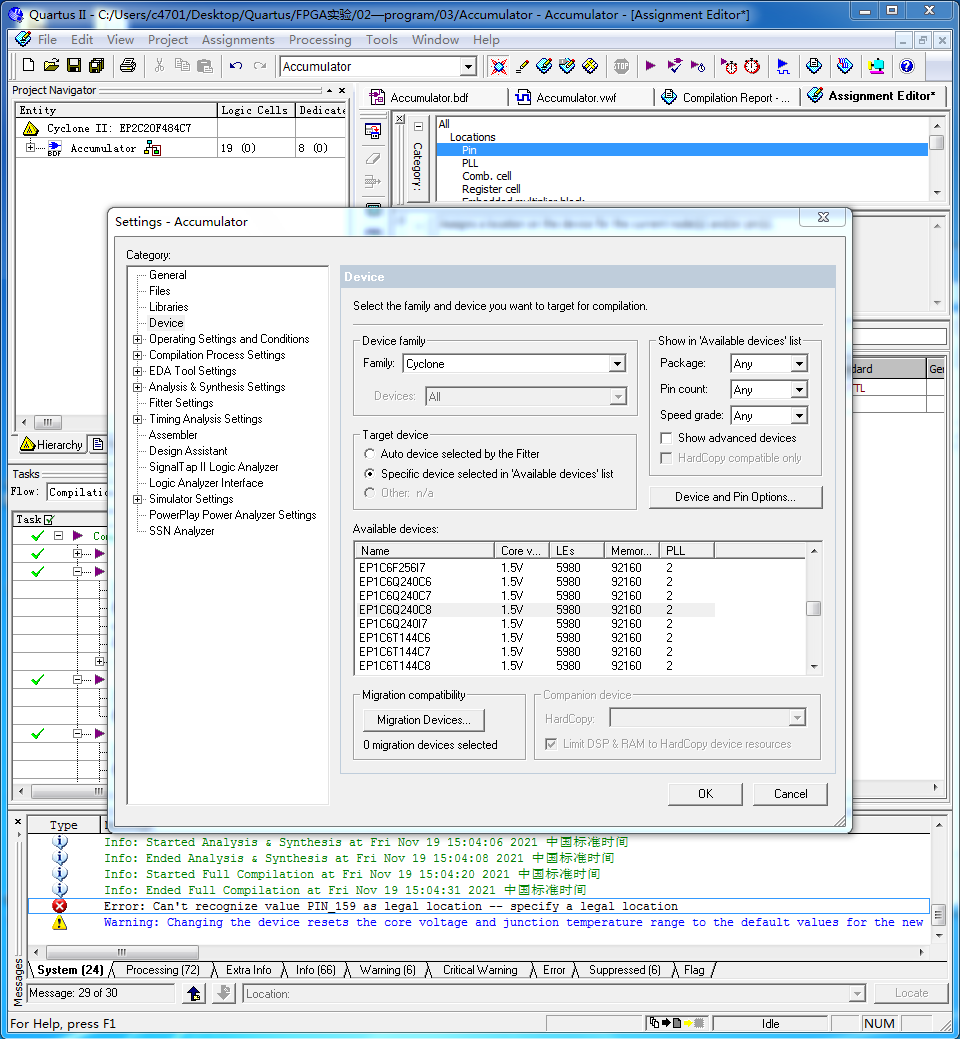 Quartus II - C:/Users/c4701/Desktop/Quartus/FPGA实验/02—program/03/Accumulator - Accumulator - [Assignment Editor*]
File Edit View Project Assignments Processing Tools Window Help
Accumulator
STOP
Project Navigator
Entity Logic Cells Dedicate
Cyclone II: EP2C20F484C7
BDF Accumulator 19 (0) 8 (0)
Hierarchy
Tasks
Flow: Compilatio
Task
Co
Accumulator.bdf Accumulator.vwf Compilation Report - ... Assignment Editor*
Category:
All
Locations
Pin
PLL
Comb. cell
Register cell
Embedded multiplier block
dard Ger
TL
Settings - Accumulator
Category:
General
Files
Libraries
Device
Operating Settings and Conditions
Compilation Process Settings
EDA Tool Settings
Analysis & Synthesis Settings
Fitter Settings
Timing Analysis Settings
Assembler
Design Assistant
SignalTap II Logic Analyzer
Logic Analyzer Interface
Simulator Settings
PowerPlay Power Analyzer Settings
SSN Analyzer
Device
Select the family and device you want to target for compilation.
Device family
Family: Cyclone
Devices: All
Target device
Auto device selected by the Fitter
Specific device selected in 'Available devices' list
Other: n/a
Show in 'Available devices' list
Package: Any
Pin count: Any
Speed grade: Any
Show advanced devices
HardCopy compatible only
Device and Pin Options...
Available devices:
Name Core v... LEs Memor... PLL
EP1C6F256I7 1.5V 5980 92160 2
EP1C6Q240C6 1.5V 5980 92160 2
EP1C6Q240C7 1.5V 5980 92160 2
EP1C6Q240C8 1.5V 5980 92160 2
EP1C6Q240I7 1.5V 5980 92160 2
EP1C6T144C6 1.5V 5980 92160 2
EP1C6T144C7 1.5V 5980 92160 2
EP1C6T144C8 1.5V 5980 92160 2
Migration compatibility
Migration Devices...
0 migration devices selected
Companion device
HardCopy:
Limit DSP & RAM to HardCopy device resources
OK Cancel
Type
Info: Started Analysis & Synthesis at Fri Nov 19 15:04:06 2021 中国标准时间
Info: Ended Analysis & Synthesis at Fri Nov 19 15:04:08 2021 中国标准时间
Info: Started Full Compilation at Fri Nov 19 15:04:20 2021 中国标准时间
Info: Ended Full Compilation at Fri Nov 19 15:04:31 2021 中国标准时间
Error: Can't recognize value PIN_159 as legal location -- specify a legal location
Warning: Changing the device resets the core voltage and junction temperature range to the default values for the new
System (24) Processing (72) Extra Info Info (66) Warning (6) Critical Warning Error Suppressed (6) Flag
Messages
Message: 29 of 30 Location: Locate
For Help, press F1 Idle NUM